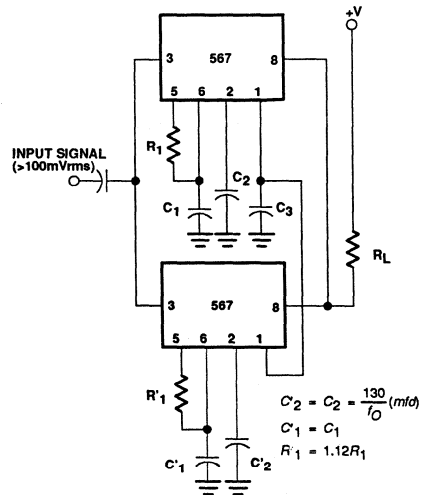 +V
3 567 8
5 6 2 1
R1
INPUT SIGNAL
(>100mVrms)
C2
C1
C3
RL
3 567 8
5 6 2 1
R'1
C'1
C'2
C'2 = C2 = 130/fO (mfd)
C'1 = C1
R'1 = 1.12R1